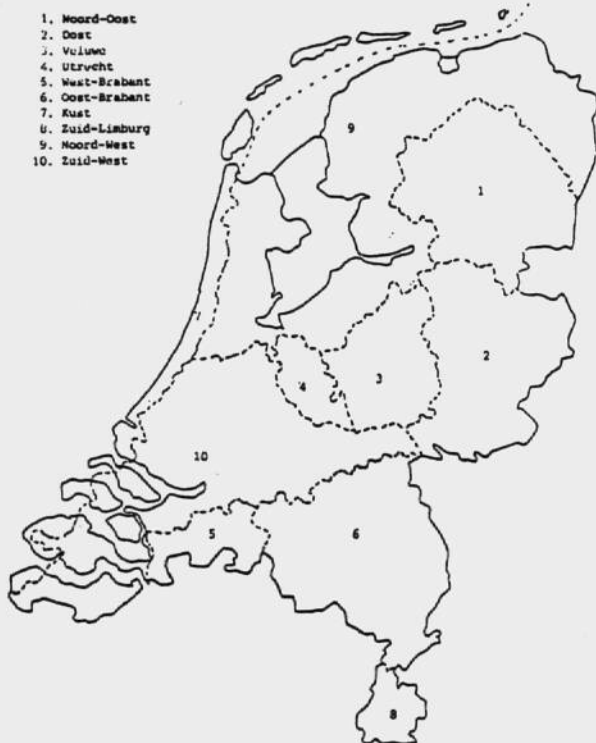 1. Noord-Oost
2. Oost
3. Veluwe
4. Utrecht
5. West-Brabant
6. Oost-Brabant
7. Kust
8. Zuid-Limburg
9. Noord-West
10. Zuid-West
9
1
7
2
3
4
10
5
6
8